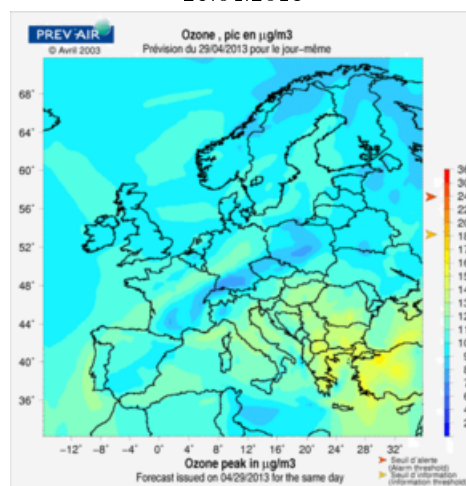 PREV'AIR
© Avril 2003
Ozone , pic en µg/m3
Prévision du 29/04/2013 pour le jour−même
68°
64°
60°
56°
52°
48°
44°
40°
36°
−12° −8° −4° 0° 4° 8° 12° 16° 20° 24° 28° 32°
Ozone peak in µg/m3
Forecast issued on 04/29/2013 for the same day
Seuil d'alerte
(Alarm threshold)
Seuil d'information
(Information threshold)